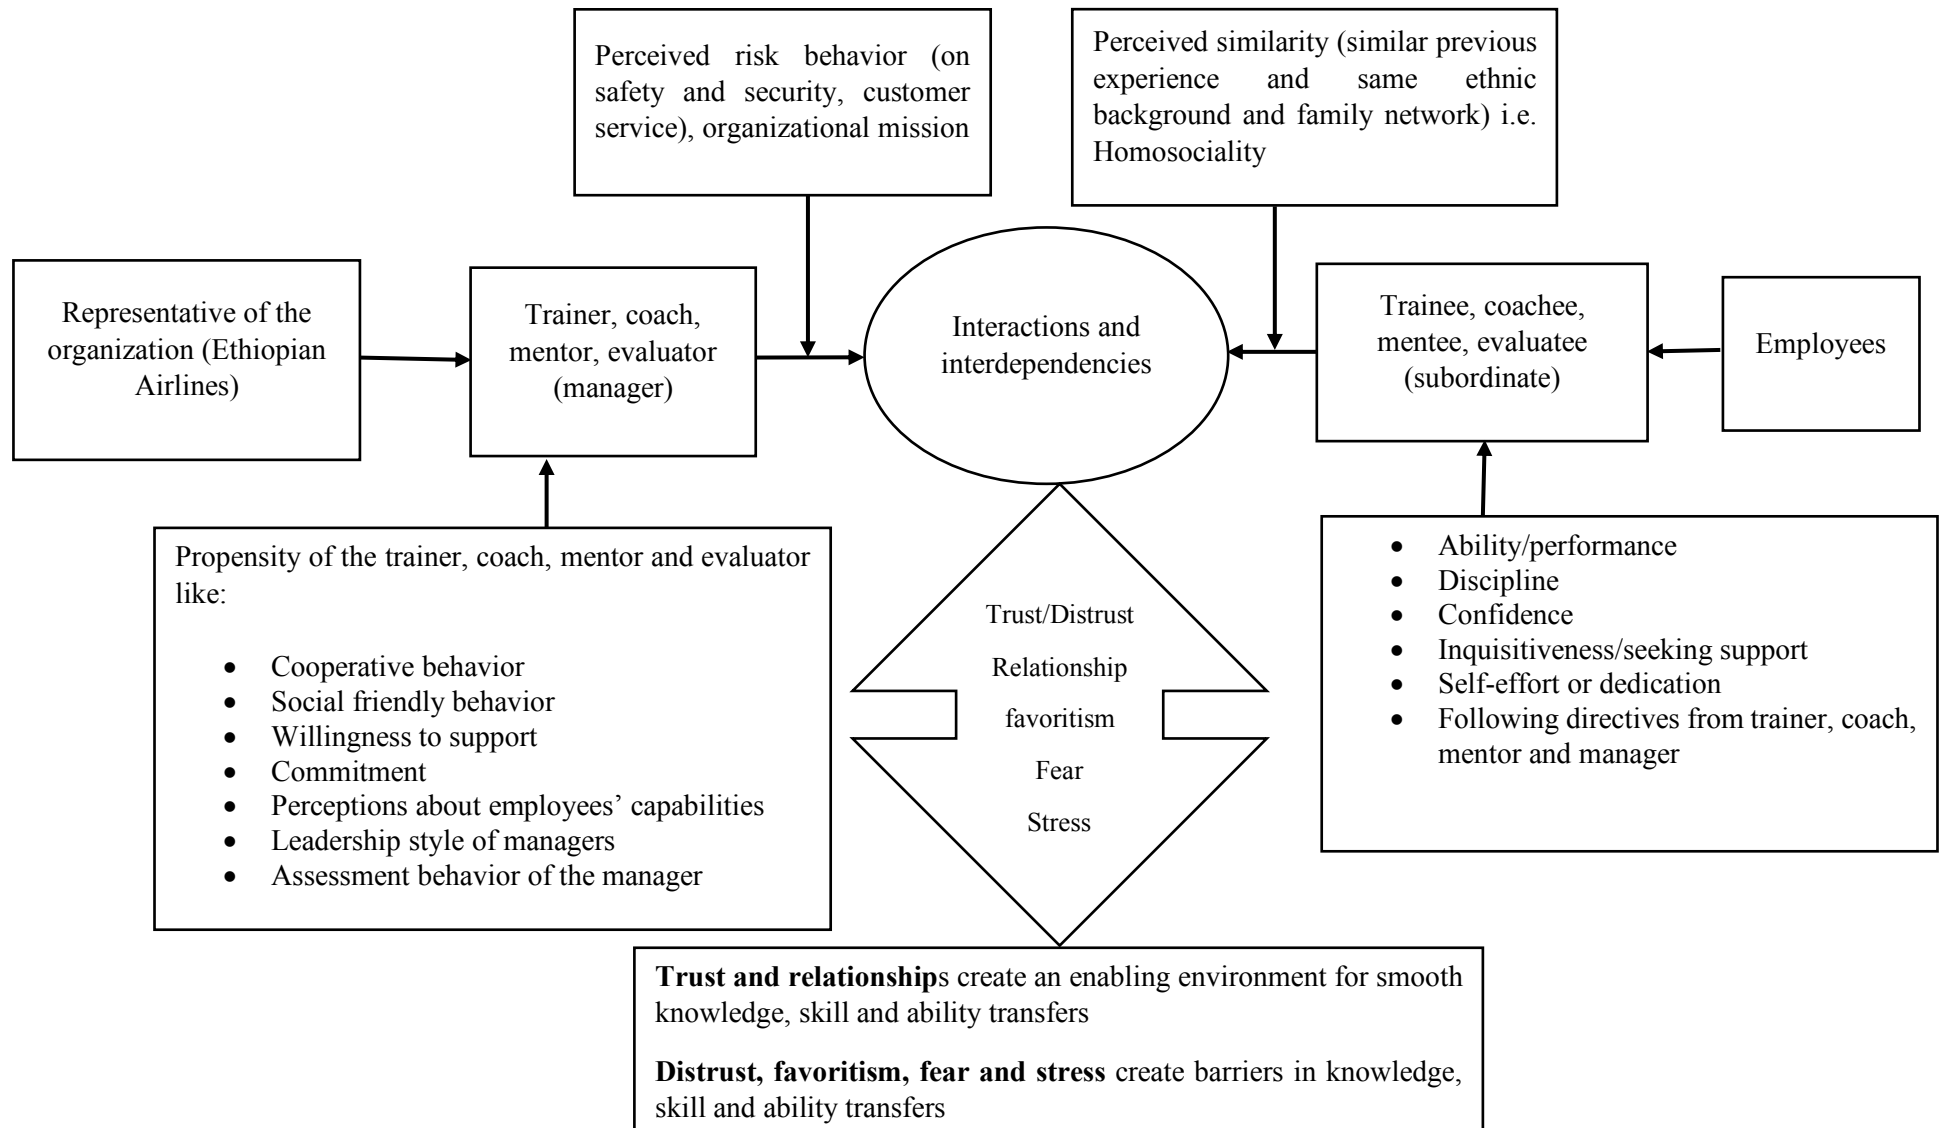 Perceived risk behavior (on
safety and security, customer
service), organizational mission
Perceived similarity (similar previous
experience and same ethnic
background and family network) i.e.
Homosociality
Representative of the
organization (Ethiopian
Airlines)
Trainer, coach,
mentor, evaluator
(manager)
Interactions and
interdependencies
Trainee, coachee,
mentee, evaluatee
(subordinate)
Employees
Propensity of the trainer, coach, mentor and evaluator
like:
• Cooperative behavior
• Social friendly behavior
• Willingness to support
• Commitment
• Perceptions about employees’ capabilities
• Leadership style of managers
• Assessment behavior of the manager
Trust/Distrust
Relationship
favoritism
Fear
Stress
• Ability/performance
• Discipline
• Confidence
• Inquisitiveness/seeking support
• Self-effort or dedication
• Following directives from trainer, coach,
mentor and manager
Trust and relationships create an enabling environment for smooth
knowledge, skill and ability transfers
Distrust, favoritism, fear and stress create barriers in knowledge,
skill and ability transfers